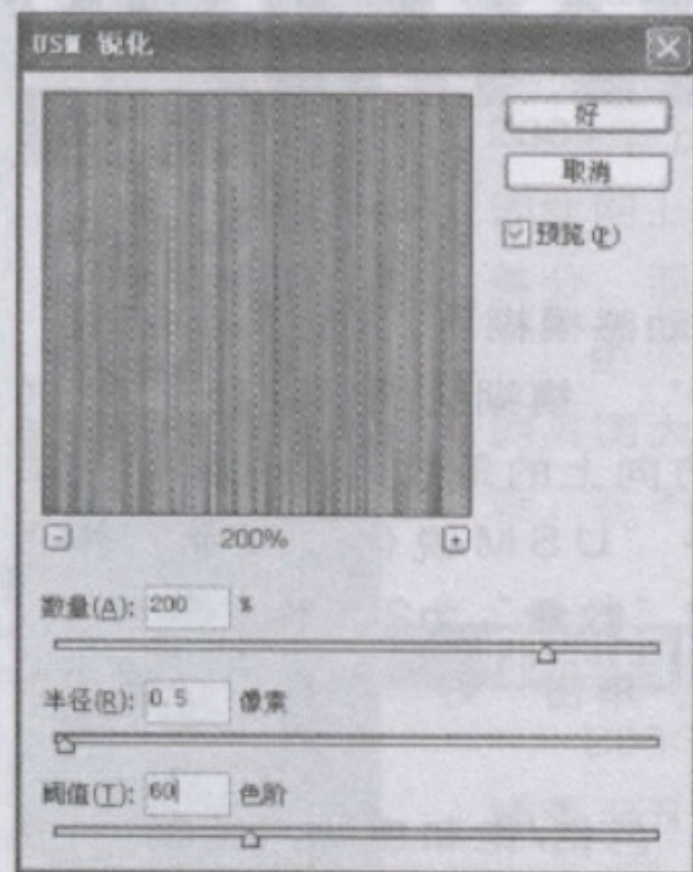 USM 锐化
好
取消
预览(P)
200%
数量(A): 200 %
半径(R): 0.5 像素
阈值(T): 60 色阶